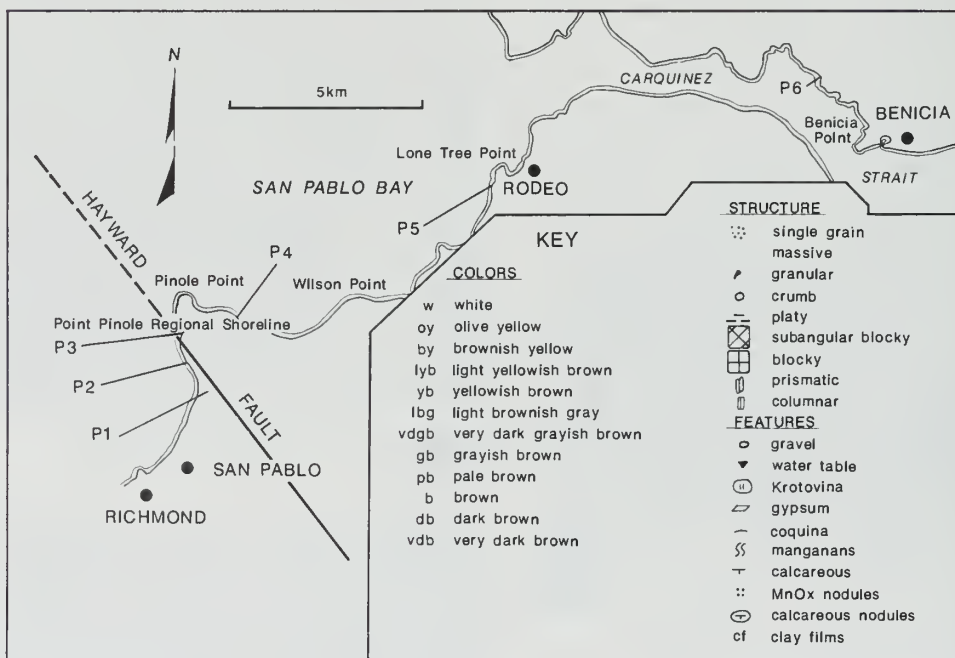 N
5km
CARQUINEZ
P6
BENICIA
Benicia
Point
Lone Tree Point
STRAIT
SAN PABLO BAY
RODEO
P5
HAYWARD
P4
Pinole Point
Wilson Point
Point Pinole Regional Shoreline
P3
P2
P1
FAULT
SAN PABLO
RICHMOND
KEY
COLORS
w white
oy olive yellow
by brownish yellow
lyb light yellowish brown
yb yellowish brown
lbg light brownish gray
vdgb very dark grayish brown
gb grayish brown
pb pale brown
b brown
db dark brown
vdb very dark brown
STRUCTURE
single grain
massive
granular
crumb
platy
subangular blocky
blocky
prismatic
columnar
FEATURES
gravel
water table
Krotovina
gypsum
coquina
manganans
calcareous
MnOx nodules
calcareous nodules
cf clay films